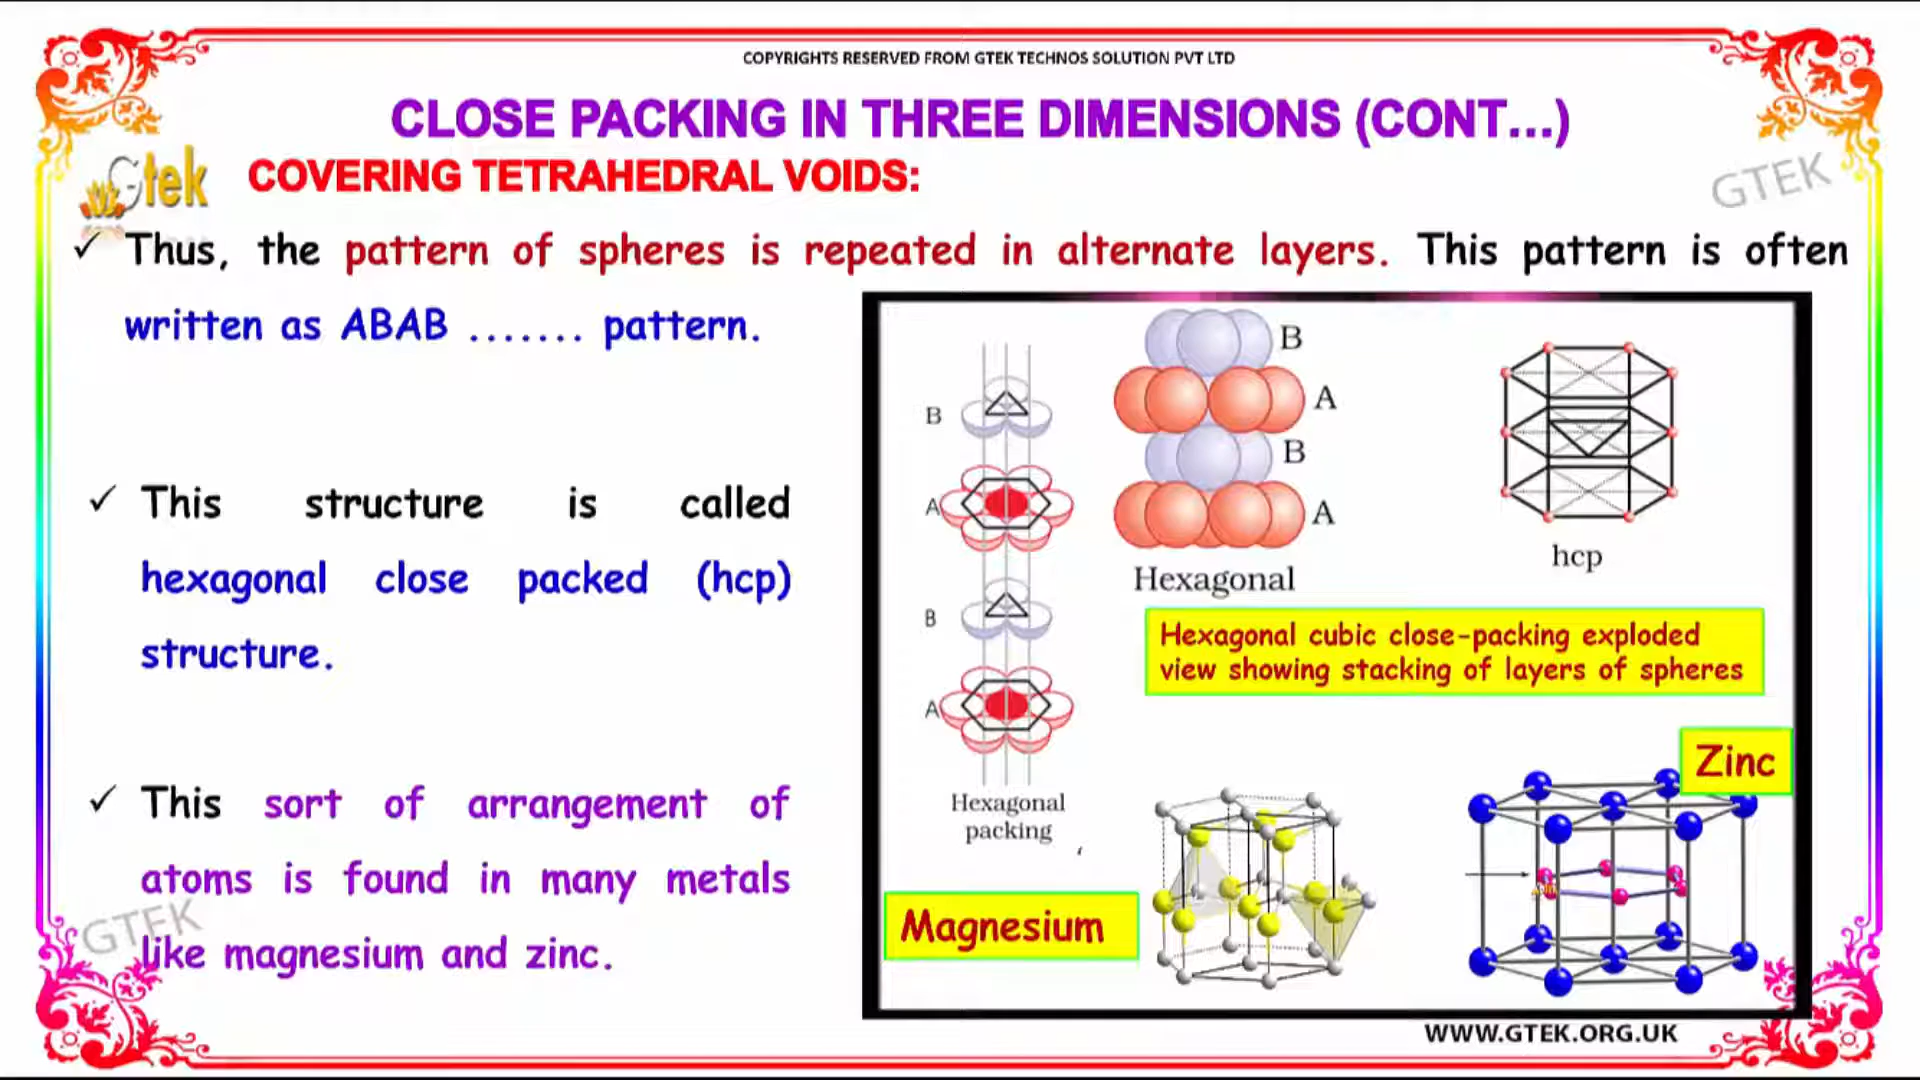 COPYRIGHTS RESERVED FROM GTEK TECHNOS SOLUTION PVT LTD
CLOSE PACKING IN THREE DIMENSIONS (CONT...)
Gtek
COVERING TETRAHEDRAL VOIDS:
GTEK
✓ Thus, the pattern of spheres is repeated in alternate layers. This pattern is often
written as ABAB ....... pattern.
✓ This structure is called
hexagonal close packed (hcp)
structure.
✓ This sort of arrangement of
atoms is found in many metals
like magnesium and zinc.
GTEK
B
A
B
A
Hexagonal
packing
B
A
B
A
Hexagonal
hcp
Hexagonal cubic close-packing exploded
view showing stacking of layers of spheres
Magnesium
Zinc
WWW.GTEK.ORG.UK